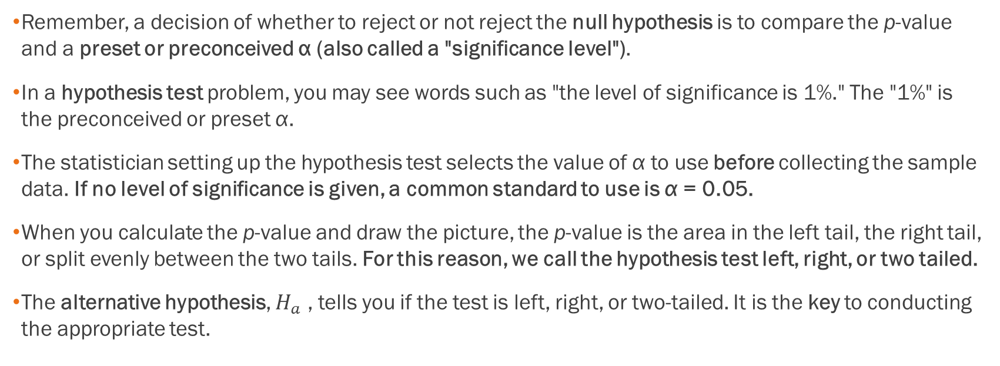 •Remember, a decision of whether to reject or not reject the null hypothesis is to compare the p-value
and a preset or preconceived α (also called a "significance level").
•In a hypothesis test problem, you may see words such as "the level of significance is 1%." The "1%" is
the preconceived or preset α.
•The statistician setting up the hypothesis test selects the value of α to use before collecting the sample
data. If no level of significance is given, a common standard to use is α = 0.05.
•When you calculate the p-value and draw the picture, the p-value is the area in the left tail, the right tail,
or split evenly between the two tails. For this reason, we call the hypothesis test left, right, or two tailed.
•The alternative hypothesis, Hₐ , tells you if the test is left, right, or two-tailed. It is the key to conducting
the appropriate test.